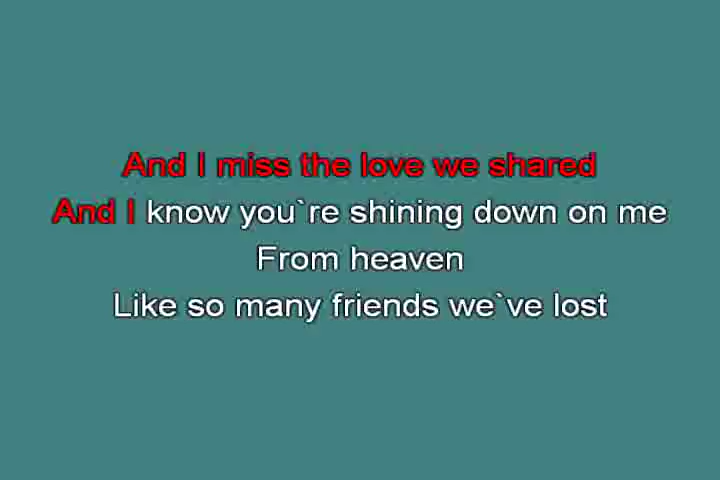 And I miss the love we shared
And I know you`re shining down on me
From heaven
Like so many friends we`ve lost